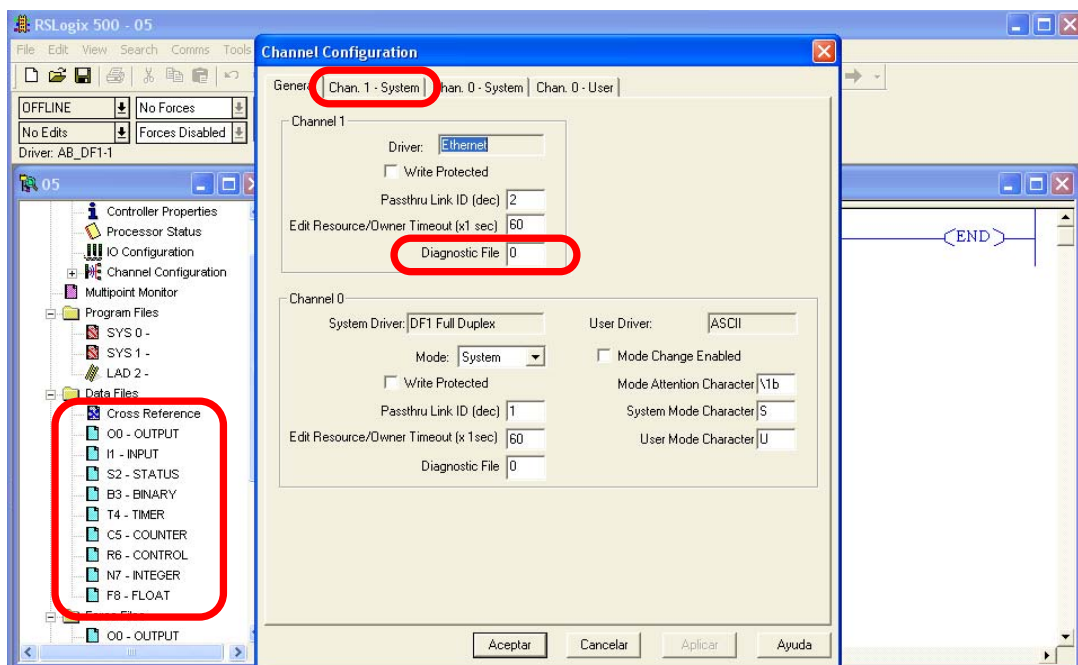 RSLogix 500 - 05
File Edit View Search Comms Tools
OFFLINE No Forces
No Edits Forces Disabled
Driver: AB_DF1-1
05
Controller Properties
Processor Status
IO Configuration
Channel Configuration
Multipoint Monitor
Program Files
SYS 0 -
SYS 1 -
LAD 2 -
Data Files
Cross Reference
O0 - OUTPUT
I1 - INPUT
S2 - STATUS
B3 - BINARY
T4 - TIMER
C5 - COUNTER
R6 - CONTROL
N7 - INTEGER
F8 - FLOAT
O0 - OUTPUT
Channel Configuration
General Chan. 1 - System Chan. 0 - System Chan. 0 - User
Channel 1
Driver: Ethernet
Write Protected
Passthru Link ID (dec) 2
Edit Resource/Owner Timeout (x1 sec) 60
Diagnostic File 0
Channel 0
System Driver: DF1 Full Duplex
Mode: System
Write Protected
Passthru Link ID (dec) 1
Edit Resource/Owner Timeout (x 1sec) 60
Diagnostic File 0
User Driver: ASCII
Mode Change Enabled
Mode Attention Character \1b
System Mode Character S
User Mode Character U
Aceptar Cancelar Aplicar Ayuda
END